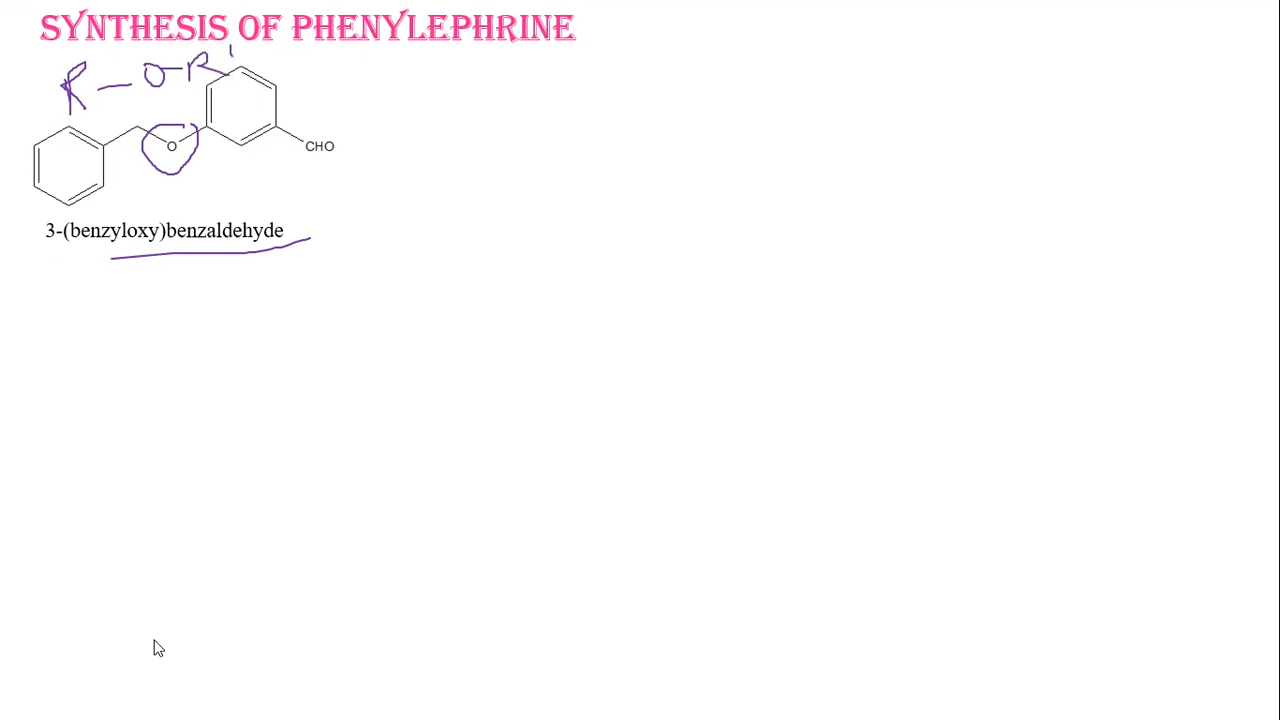 SYNTHESIS OF PHENYLEPHRINE
R-O-R'
O
CHO
3-(benzyloxy)benzaldehyde